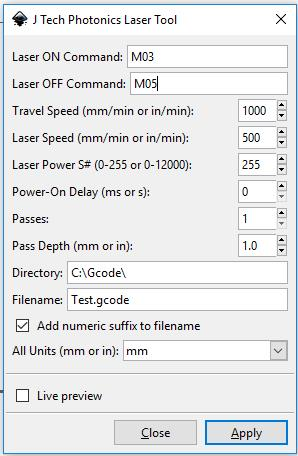 J Tech Photonics Laser Tool
Laser ON Command: M03
Laser OFF Command: M05
Travel Speed (mm/min or in/min): 1000
Laser Speed (mm/min or in/min): 500
Laser Power S# (0-255 or 0-12000): 255
Power-On Delay (ms or s): 0
Passes: 1
Pass Depth (mm or in): 1.0
Directory: C:\Gcode\
Filename: Test.gcode
Add numeric suffix to filename
All Units (mm or in): mm
Live preview
Close Apply